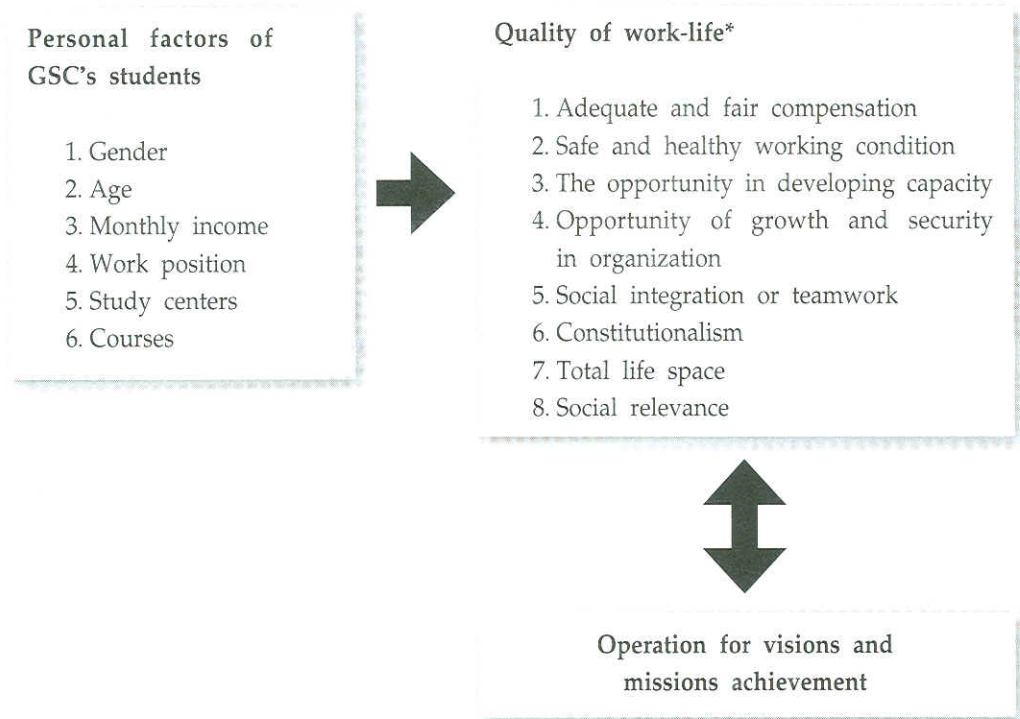 Personal factors of
GSC's students
1. Gender
2. Age
3. Monthly income
4. Work position
5. Study centers
6. Courses
Quality of work-life*
1. Adequate and fair compensation
2. Safe and healthy working condition
3. The opportunity in developing capacity
4. Opportunity of growth and security
in organization
5. Social integration or teamwork
6. Constitutionalism
7. Total life space
8. Social relevance
Operation for visions and
missions achievement